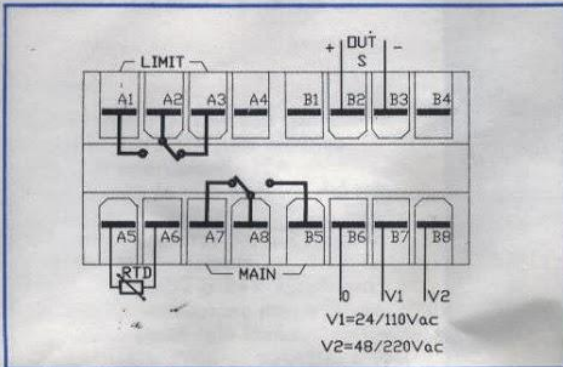 + OUT -
S
LIMIT
A1 A2 A3 A4 B1 B2 B3 B4
A5 A6 A7 A8 B5 B6 B7 B8
RTD
MAIN
0 V1 V2
V1=24/110Vac
V2=48/220Vac